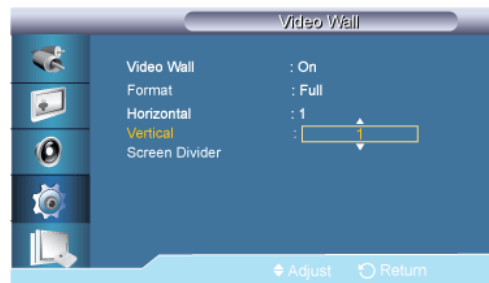 Video Wall
Video Wall : On
Format : Full
Horizontal : 1
Vertical : 1
Screen Divider
Adjust Return